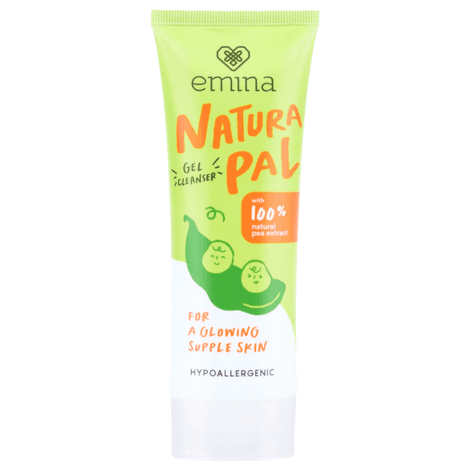 emina
NATURA
PAL
GEL
CLEANSER
with
100%
natural
pea extract
FOR
A GLOWING
SUPPLE SKIN
HYPOALLERGENIC